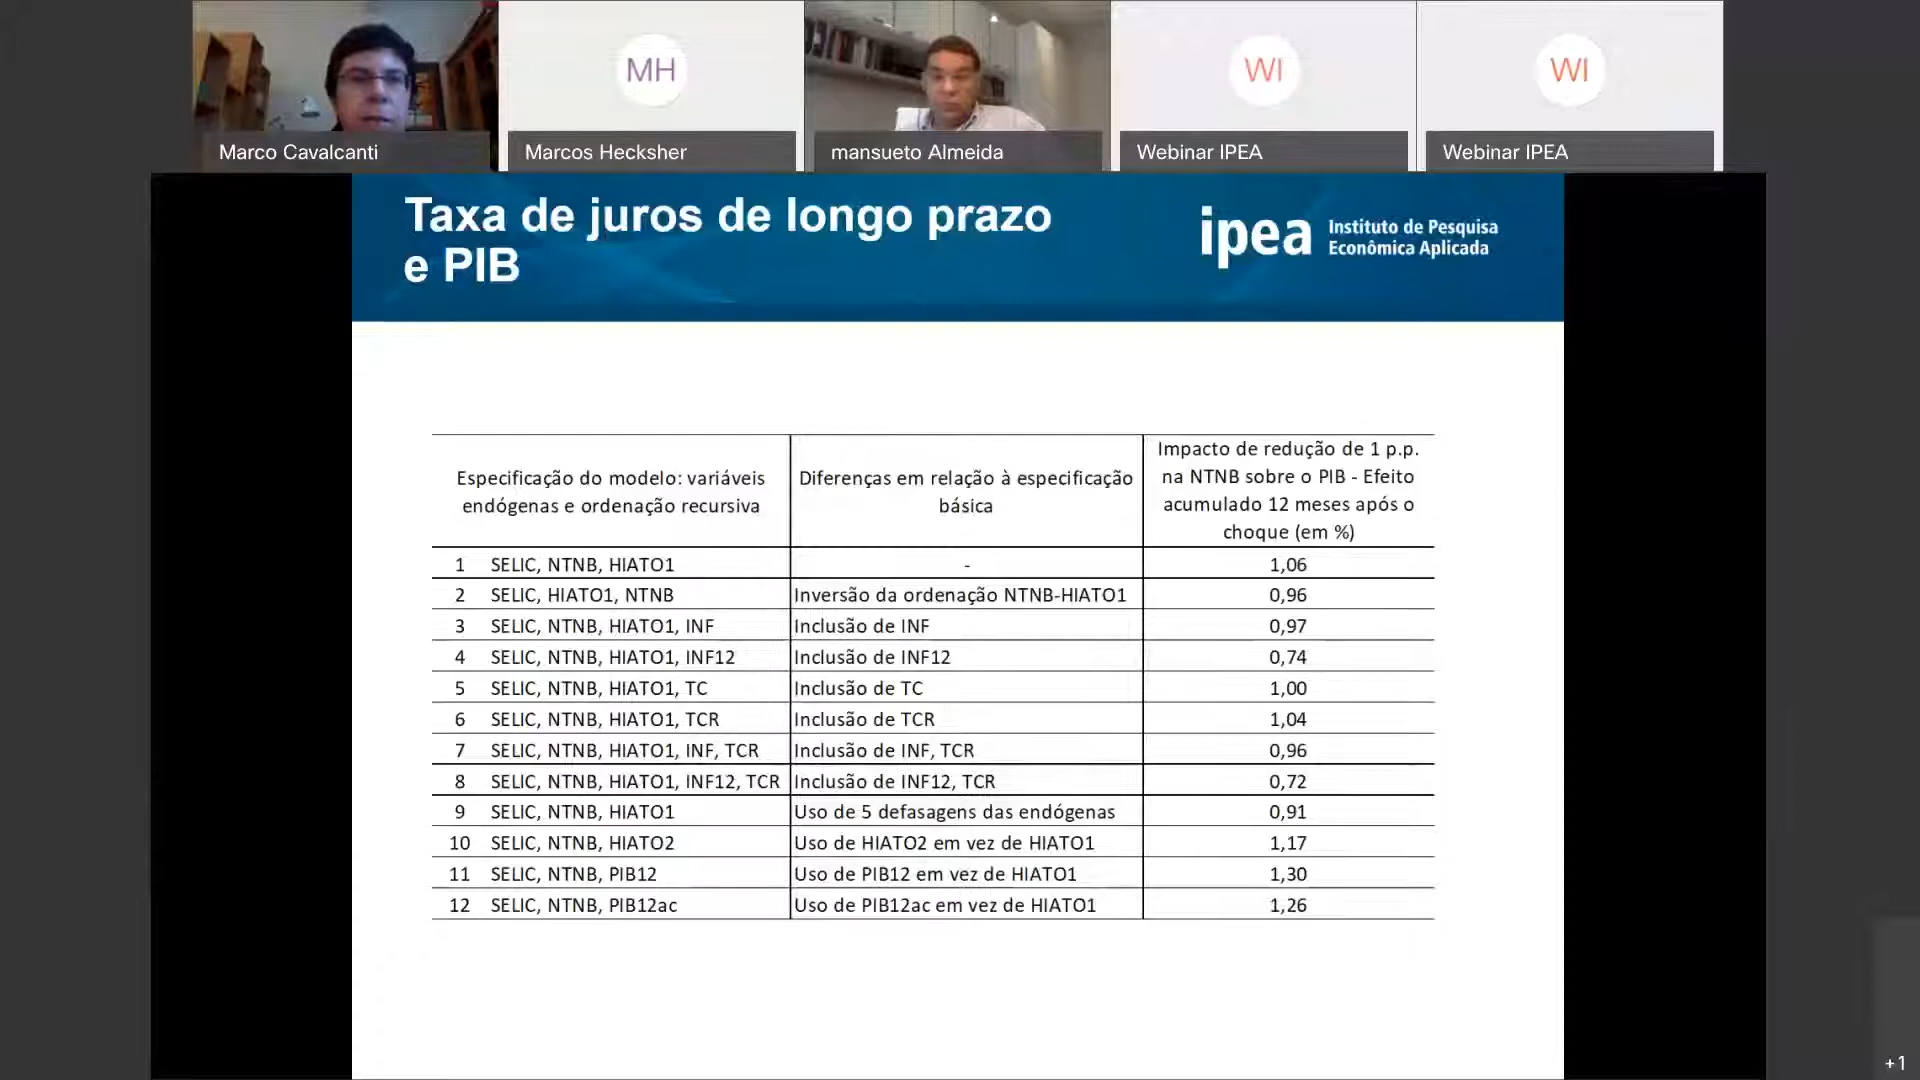 MH
WI
WI
Marco Cavalcanti
Marcos Hecksher
mansueto Almeida
Webinar IPEA
Webinar IPEA
Taxa de juros de longo prazo
e PIB
ipea Instituto de Pesquisa
Econômica Aplicada
Especificação do modelo: variáveis
endógenas e ordenação recursiva
Diferenças em relação à especificação
básica
Impacto de redução de 1 p.p.
na NTNB sobre o PIB - Efeito
acumulado 12 meses após o
choque (em %)
1 SELIC, NTNB, HIATO1 - 1,06
2 SELIC, HIATO1, NTNB Inversão da ordenação NTNB-HIATO1 0,96
3 SELIC, NTNB, HIATO1, INF Inclusão de INF 0,97
4 SELIC, NTNB, HIATO1, INF12 Inclusão de INF12 0,74
5 SELIC, NTNB, HIATO1, TC Inclusão de TC 1,00
6 SELIC, NTNB, HIATO1, TCR Inclusão de TCR 1,04
7 SELIC, NTNB, HIATO1, INF, TCR Inclusão de INF, TCR 0,96
8 SELIC, NTNB, HIATO1, INF12, TCR Inclusão de INF12, TCR 0,72
9 SELIC, NTNB, HIATO1 Uso de 5 defasagens das endógenas 0,91
10 SELIC, NTNB, HIATO2 Uso de HIATO2 em vez de HIATO1 1,17
11 SELIC, NTNB, PIB12 Uso de PIB12 em vez de HIATO1 1,30
12 SELIC, NTNB, PIB12ac Uso de PIB12ac em vez de HIATO1 1,26
+1